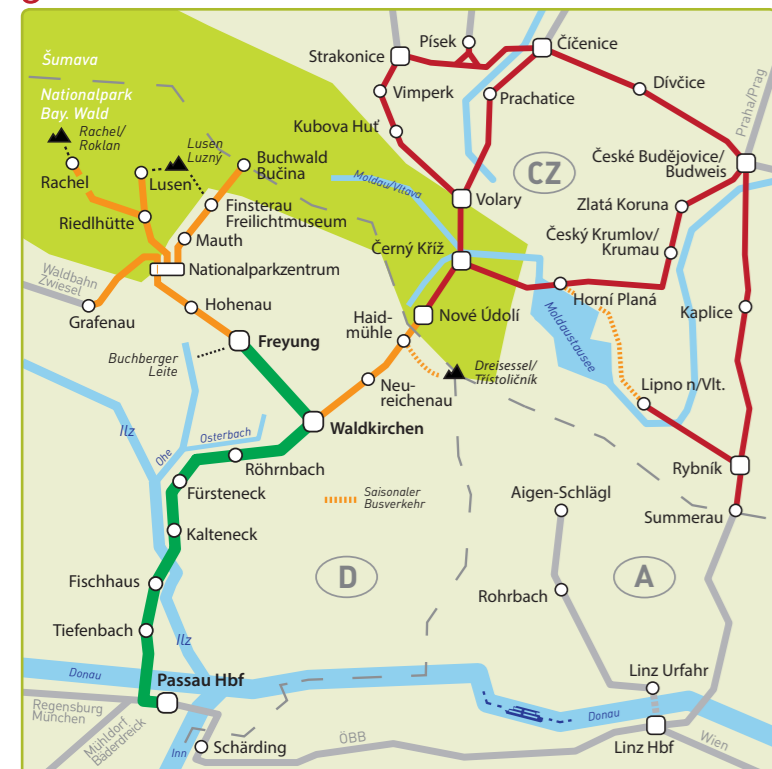 Šumava
Nationalpark
Bay. Wald
Rachel/
Roklan
Rachel
Lusen
Luzný
Lusen
Buchwald
Bučina
Riedlhütte
Finsterau
Freilichtmuseum
Mauth
Nationalparkzentrum
Waldbahn
Zwiesel
Grafenau
Hohenau
Buchberger
Leite
Freyung
Strakonice
Písek
Číčenice
Vimperk
Prachatice
Dívčice
Kubova Huť
Praha/Prag
CZ
České Budějovice/
Budweis
Moldau/Vltava
Volary
Zlatá Koruna
Černý Kříž
Český Krumlov/
Krumau
Horní Planá
Kaplice
Moldaustausee
Nové Údolí
Haid-
mühle
Dreisessel/
Třístoličník
Neu-
reichenau
Lipno n/Vlt.
Waldkirchen
Rybník
Ilz
Ohe
Osterbach
Röhrnbach
Fürsteneck
Saisonaler
Busverkehr
Aigen-Schlägl
Summerau
Kalteneck
D
A
Fischhaus
Rohrbach
Tiefenbach
Ilz
Donau
Passau Hbf
Linz Urfahr
Regensburg
München
Mühldorf
Bäderdreick
Donau
Inn
Schärding
ÖBB
Linz Hbf
Wien